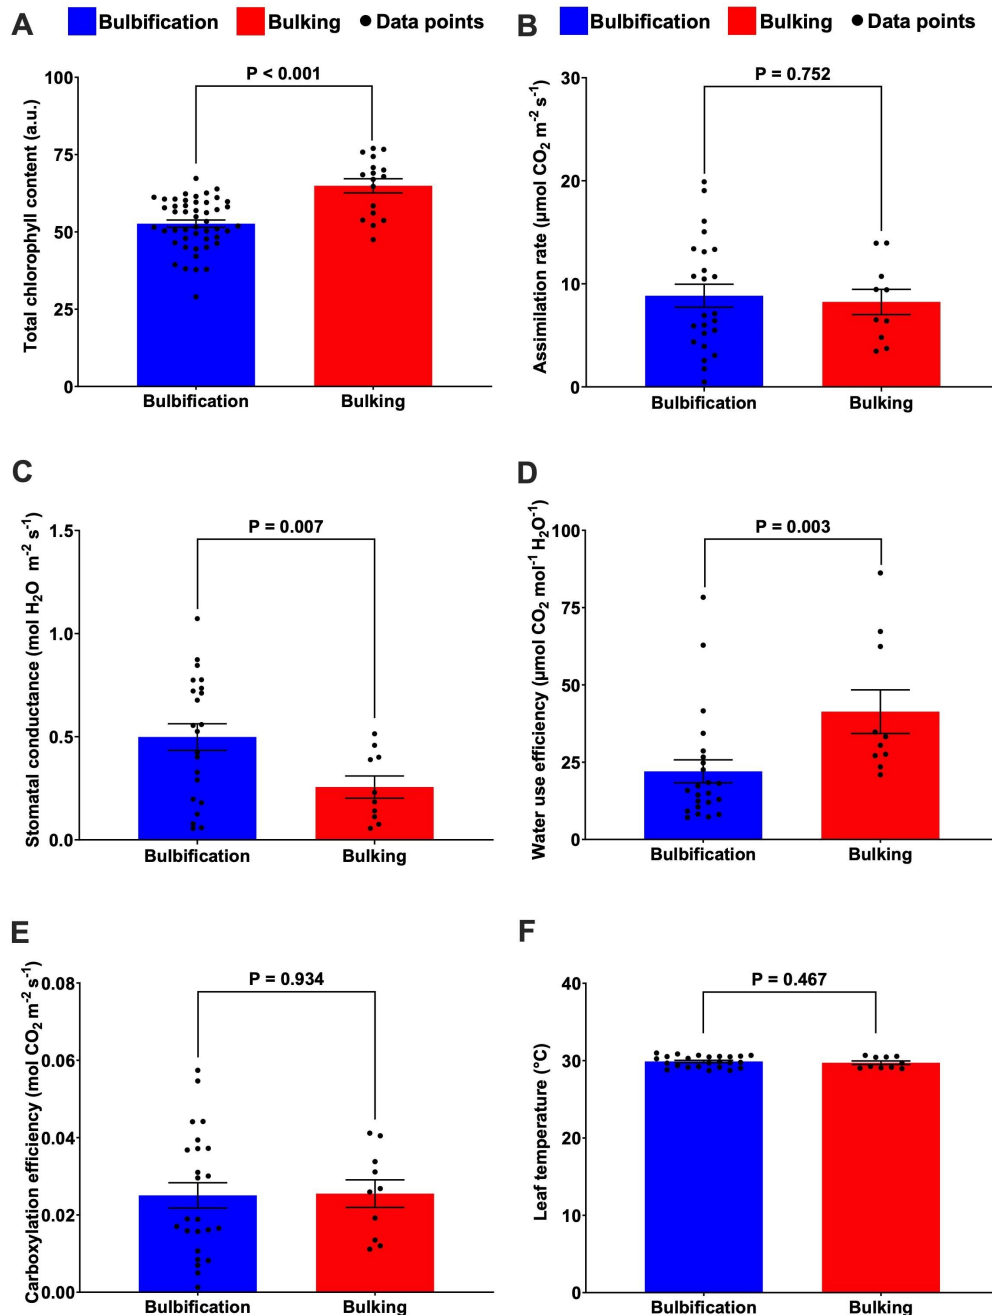 A
Bulbification Bulking Data points
B
Bulbification Bulking Data points
P < 0.001
Total chlorophyll content (a.u.)
100
75
50
25
0
Bulbification Bulking
P = 0.752
Assimilation rate (µmol CO2 m-2 s-1)
30
20
10
0
Bulbification Bulking
C
P = 0.007
Stomatal conductance (mol H2O m-2 s-1)
1.5
1.0
0.5
0.0
Bulbification Bulking
D
P = 0.003
Water use efficiency (µmol CO2 mol-1 H2O-1)
100
75
50
25
0
Bulbification Bulking
E
P = 0.934
Carboxylation efficiency (mol CO2 m-2 s-1)
0.08
0.06
0.04
0.02
0.00
Bulbification Bulking
F
P = 0.467
Leaf temperature (°C)
40
30
20
10
0
Bulbification Bulking